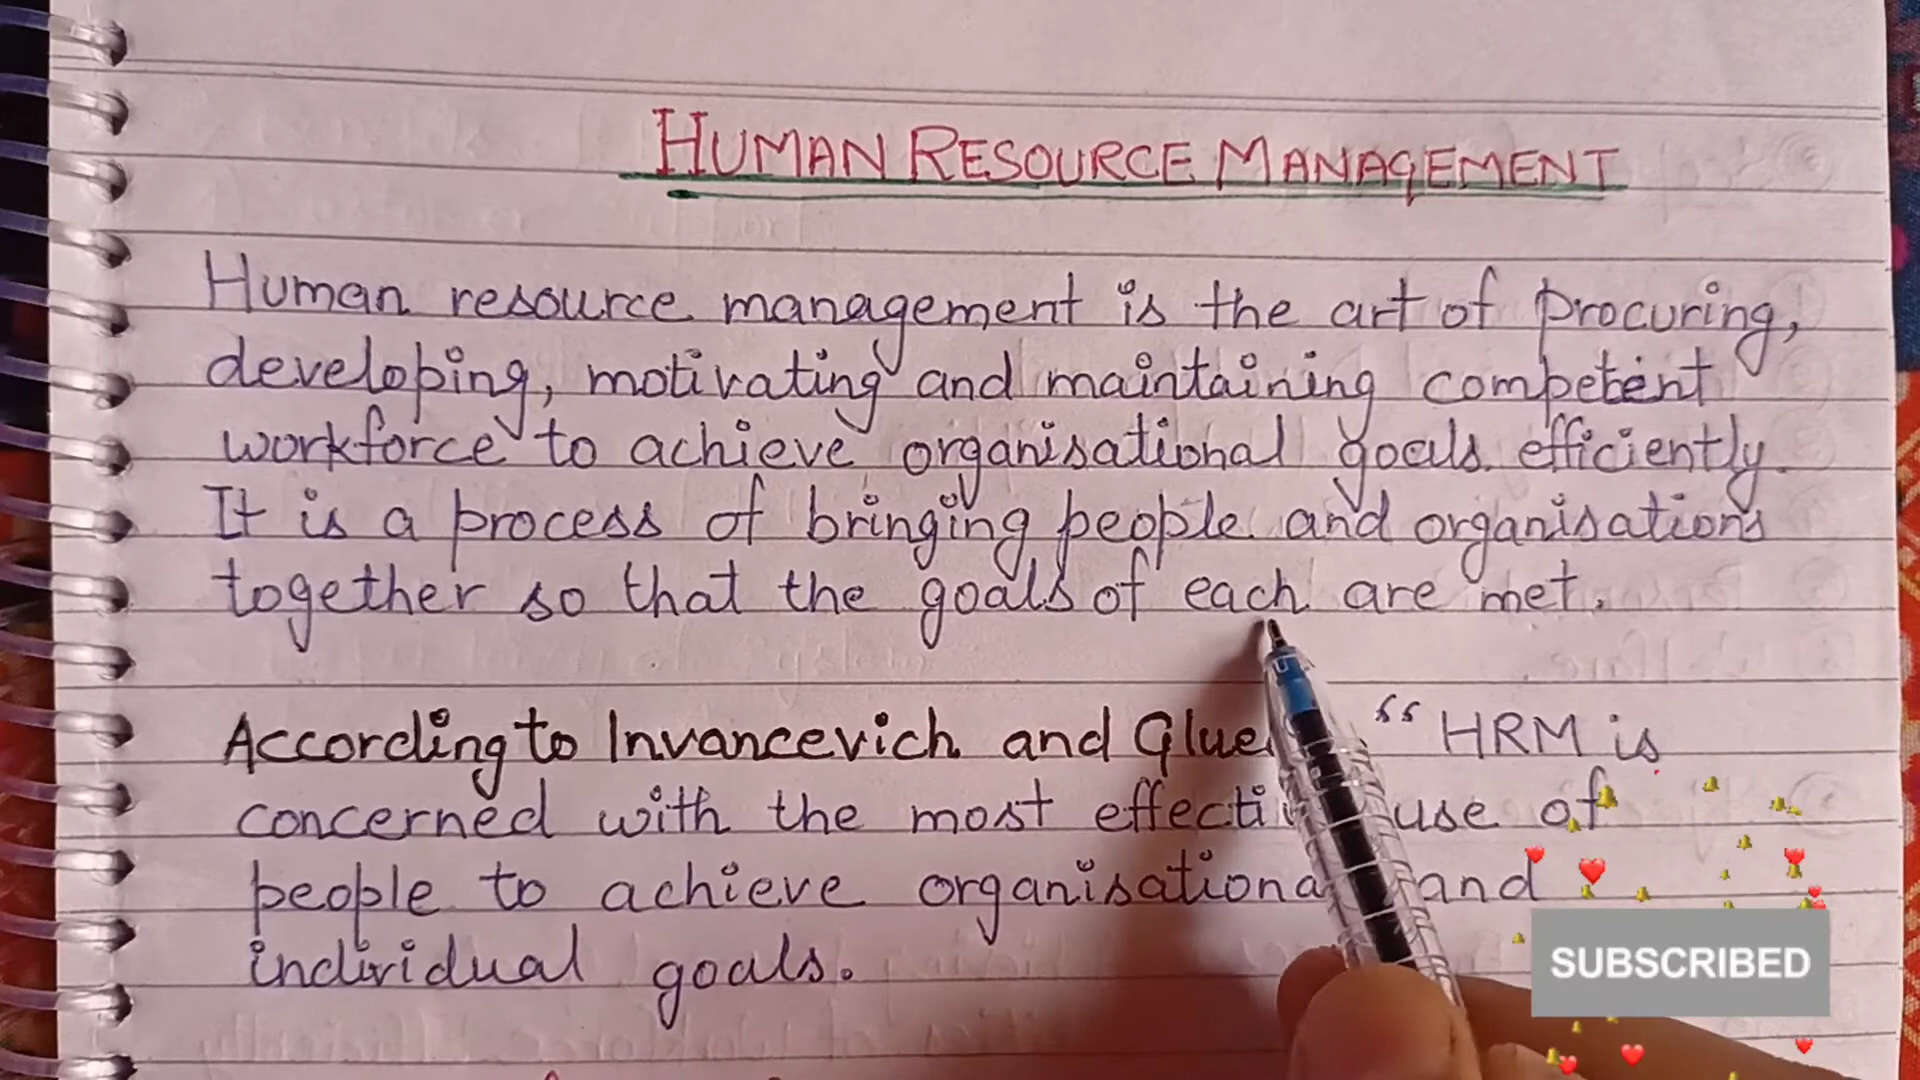 HUMAN RESOURCE MANAGEMENT
Human resource management is the art of procuring,
developing, motivating and maintaining competent
workforce to achieve organisational goals efficiently.
It is a process of bringing people and organisations
together so that the goals of each are met.
According to Invancevich and “HRM is
concerned with the most use of
people to achieve and
individual goals.
SUBSCRIBED